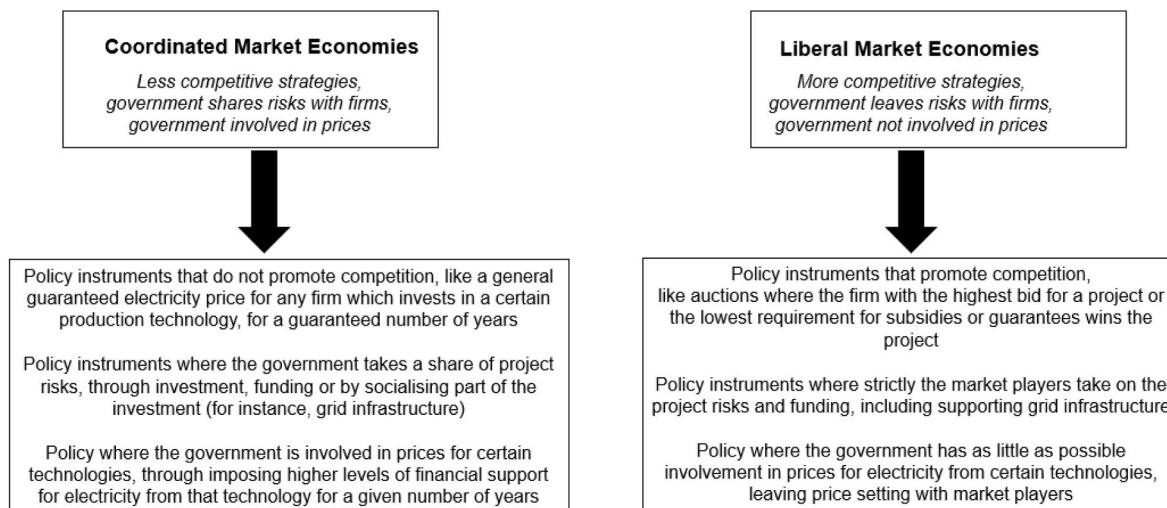 Coordinated Market Economies
Less competitive strategies,
government shares risks with firms,
government involved in prices
Policy instruments that do not promote competition, like a general
guaranteed electricity price for any firm which invests in a certain
production technology, for a guaranteed number of years
Policy instruments where the government takes a share of project
risks, through investment, funding or by socialising part of the
investment (for instance, grid infrastructure)
Policy where the government is involved in prices for certain
technologies, through imposing higher levels of financial support
for electricity from that technology for a given number of years
Liberal Market Economies
More competitive strategies,
government leaves risks with firms,
government not involved in prices
Policy instruments that promote competition,
like auctions where the firm with the highest bid for a project or
the lowest requirement for subsidies or guarantees wins the
project
Policy instruments where strictly the market players take on the
project risks and funding, including supporting grid infrastructure
Policy where the government has as little as possible
involvement in prices for electricity from certain technologies,
leaving price setting with market players